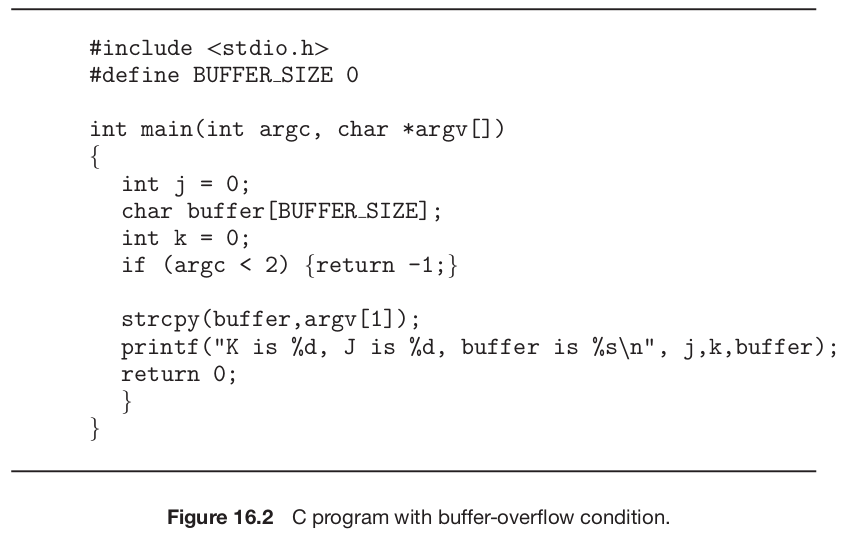 #include <stdio.h>
#define BUFFER_SIZE 0
int main(int argc, char *argv[])
{
int j = 0;
char buffer[BUFFER_SIZE];
int k = 0;
if (argc < 2) {return -1;}
strcpy(buffer,argv[1]);
printf("K is %d, J is %d, buffer is %s\n", j,k,buffer);
return 0;
}
}
Figure 16.2 C program with buffer-overflow condition.